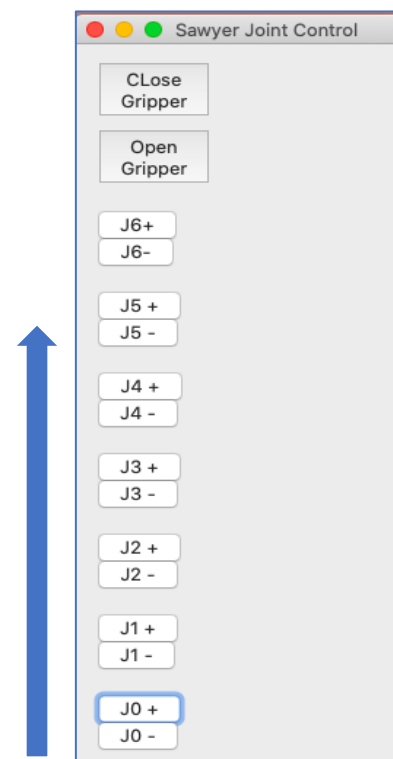 Sawyer Joint Control
CLose
Gripper
Open
Gripper
J6+
J6-
J5 +
J5 -
J4 +
J4 -
J3 +
J3 -
J2 +
J2 -
J1 +
J1 -
J0 +
J0 -